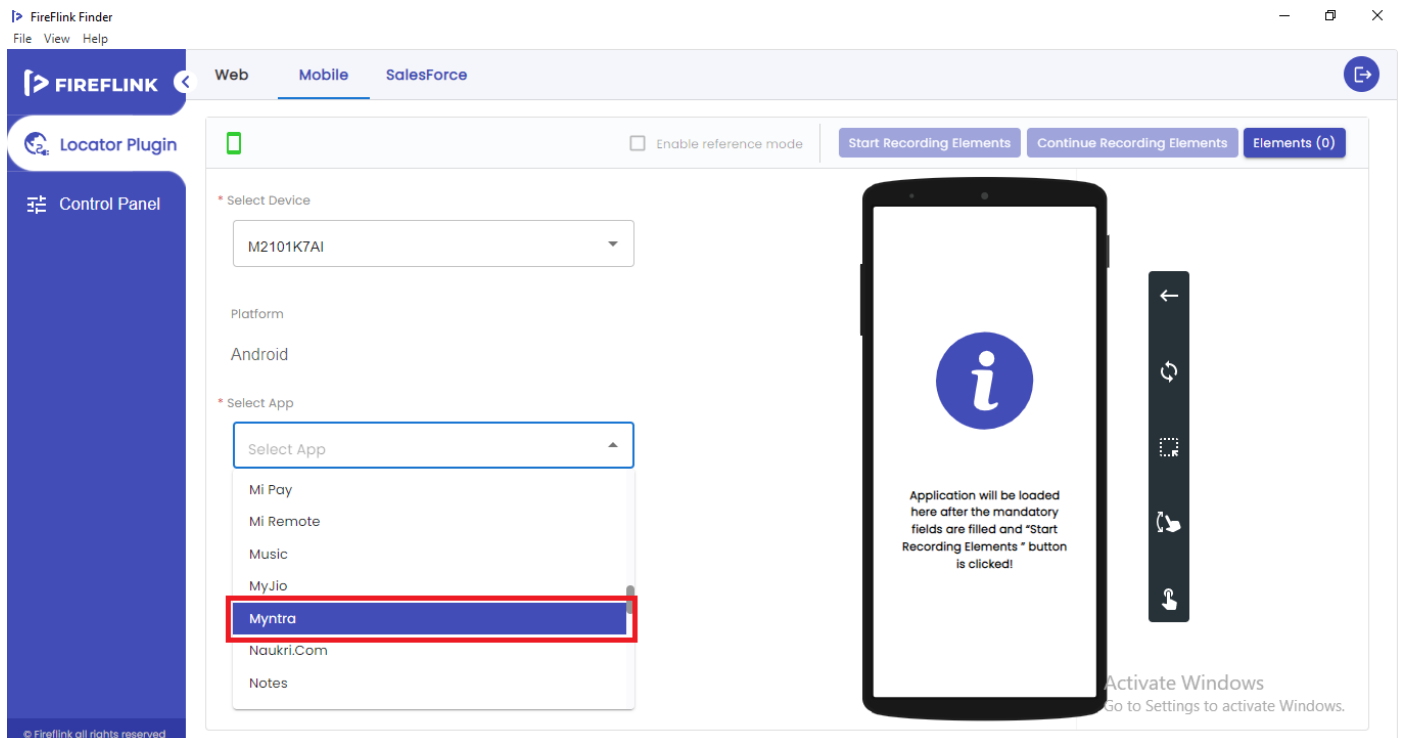 FireFlink Finder
File View Help
FIREFLINK
Web Mobile SalesForce
Locator Plugin
Control Panel
Enable reference mode
Start Recording Elements
Continue Recording Elements
Elements (0)
* Select Device
M2101K7AI
Platform
Android
* Select App
Select App
Mi Pay
Mi Remote
Music
MyJio
Myntra
Naukri.Com
Notes
Application will be loaded
here after the mandatory
fields are filled and “Start
Recording Elements ” button
is clicked!
Activate Windows
Go to Settings to activate Windows.
© Fireflink all rights reserved